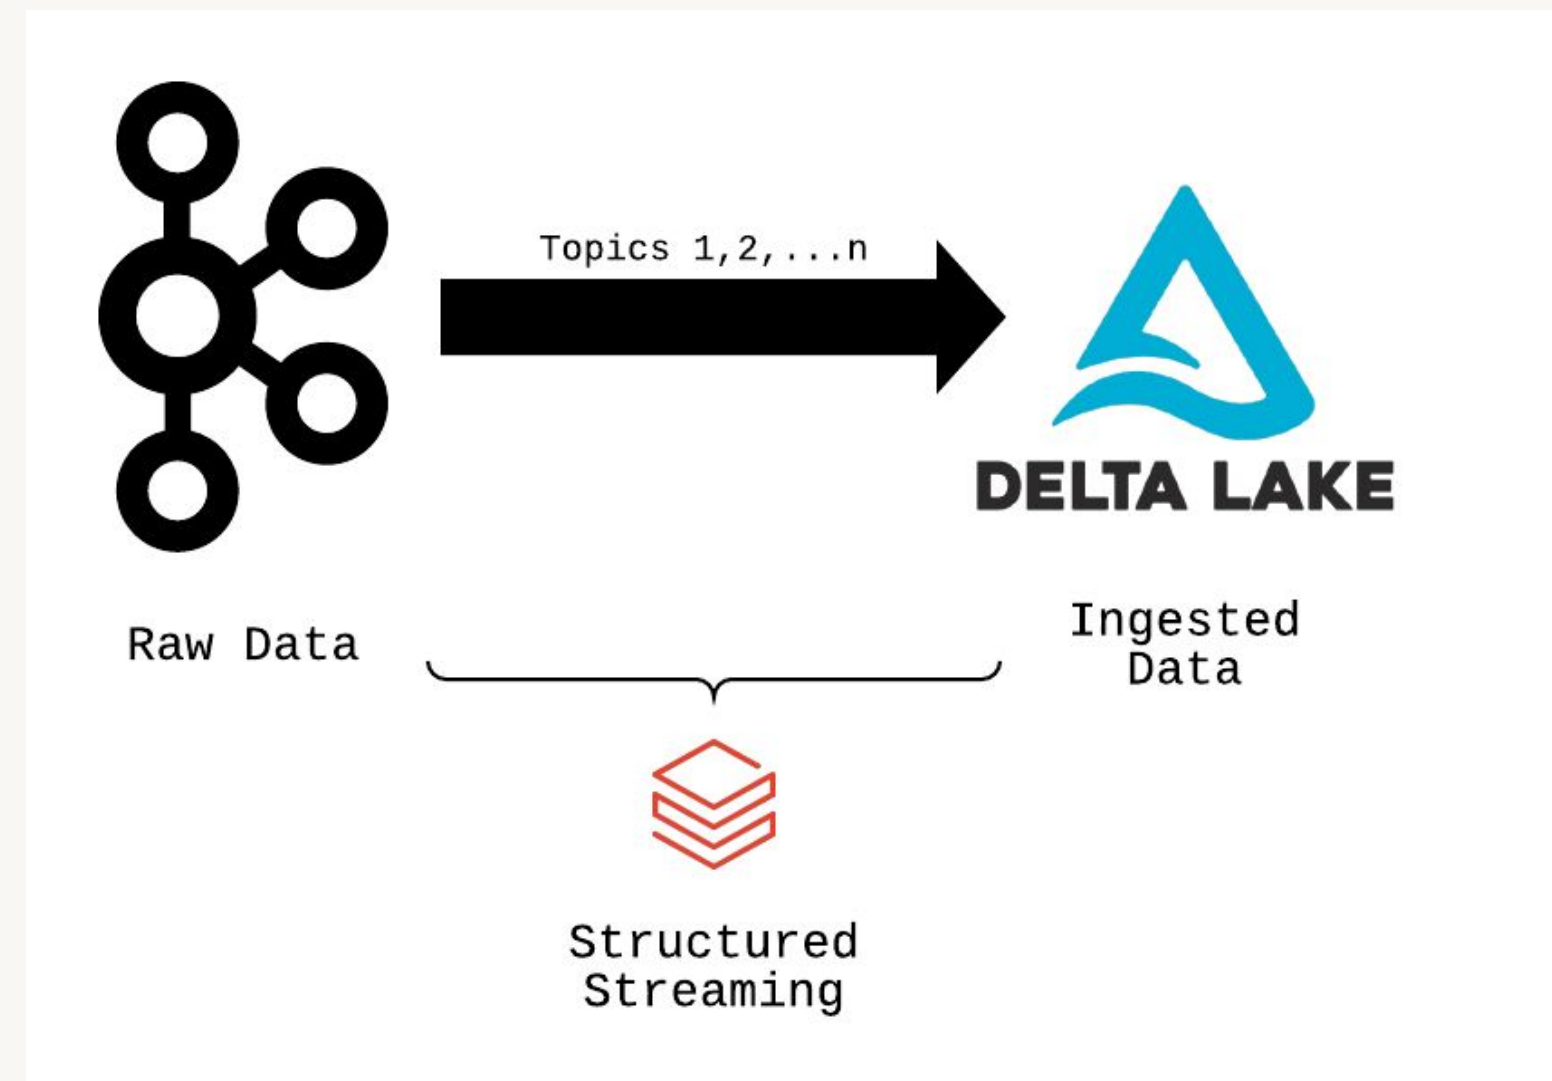 Topics 1,2,...n
DELTA LAKE
Raw Data
Ingested
Data
Structured
Streaming